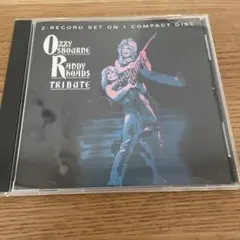 2-RECORD SET ON 1 COMPACT DISC
OZZY
OSBOURNE
RANDY
RHOADS
TRIBUTE